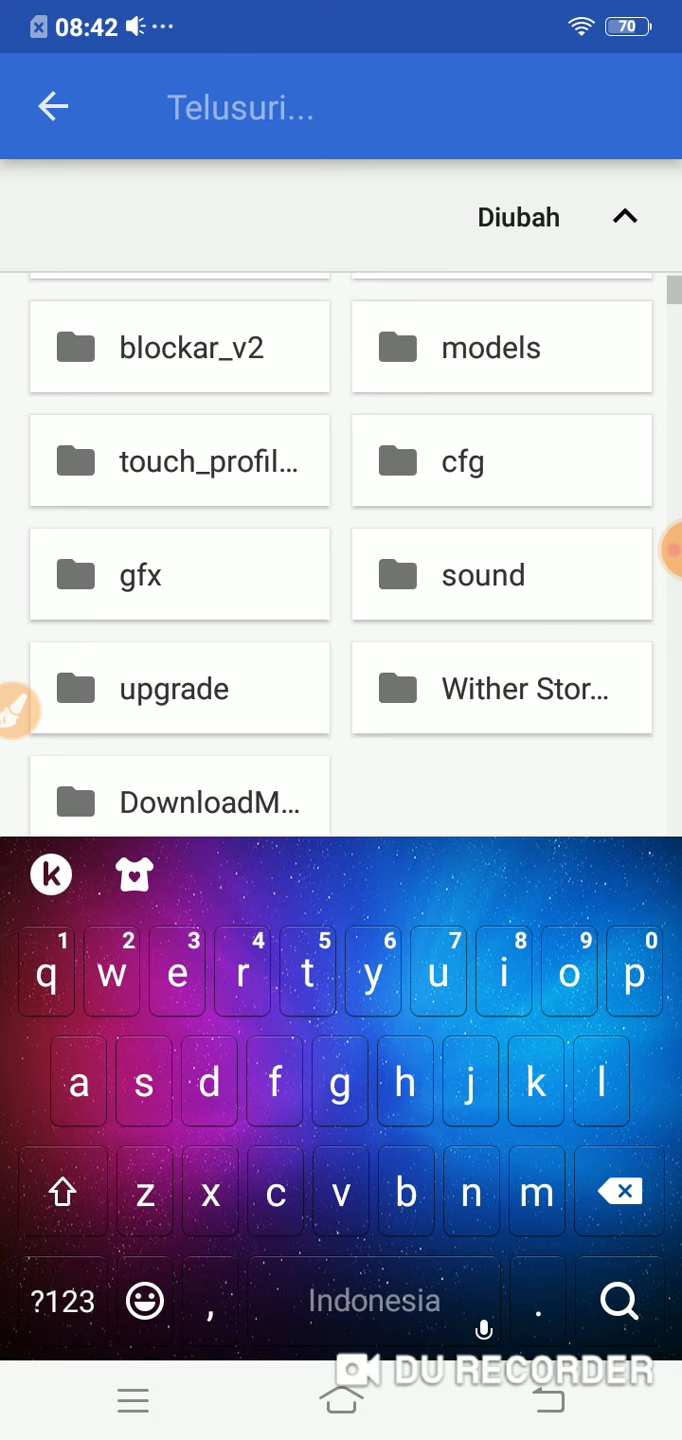 08:42 70
Telusuri...
Diubah
blockar_v2 models
touch_profil... cfg
gfx sound
upgrade Wither Stor...
DownloadM...
k
1 2 3 4 5 6 7 8 9 0
q w e r t y u i o p
a s d f g h j k l
z x c v b n m
?123 , Indonesia .
DU RECORDER